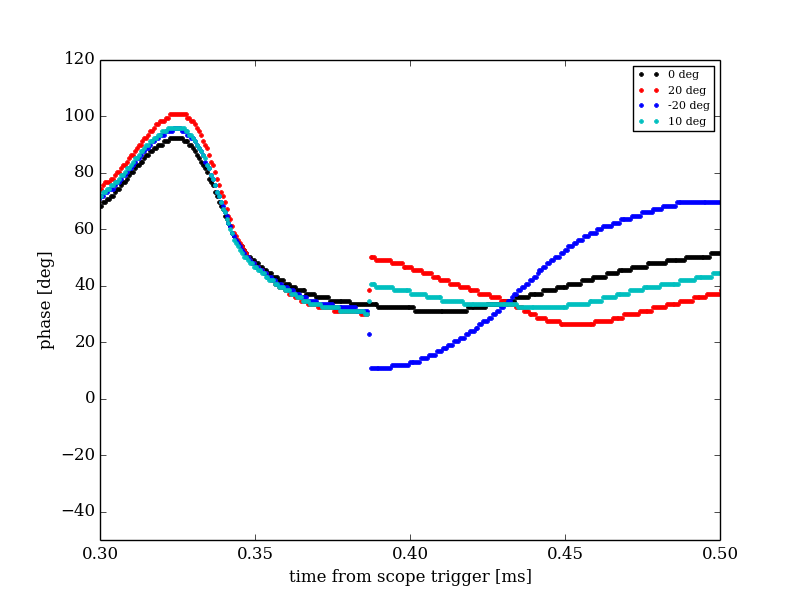 120
100
80
60
40
20
0
−20
−40
phase [deg]
0.30 0.35 0.40 0.45 0.50
time from scope trigger [ms]
0 deg
20 deg
-20 deg
10 deg